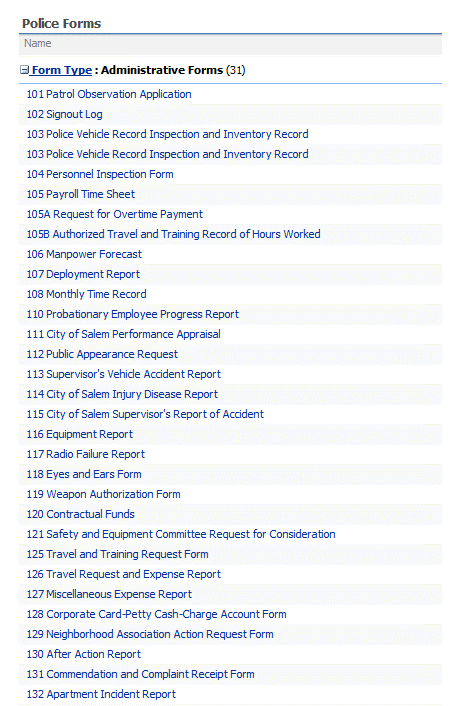 Police Forms
Name
Form Type : Administrative Forms (31)
101 Patrol Observation Application
102 Signout Log
103 Police Vehicle Record Inspection and Inventory Record
103 Police Vehicle Record Inspection and Inventory Record
104 Personnel Inspection Form
105 Payroll Time Sheet
105A Request for Overtime Payment
105B Authorized Travel and Training Record of Hours Worked
106 Manpower Forecast
107 Deployment Report
108 Monthly Time Record
110 Probationary Employee Progress Report
111 City of Salem Performance Appraisal
112 Public Appearance Request
113 Supervisor's Vehicle Accident Report
114 City of Salem Injury Disease Report
115 City of Salem Supervisor's Report of Accident
116 Equipment Report
117 Radio Failure Report
118 Eyes and Ears Form
119 Weapon Authorization Form
120 Contractual Funds
121 Safety and Equipment Committee Request for Consideration
125 Travel and Training Request Form
126 Travel Request and Expense Report
127 Miscellaneous Expense Report
128 Corporate Card-Petty Cash-Charge Account Form
129 Neighborhood Association Action Request Form
130 After Action Report
131 Commendation and Complaint Receipt Form
132 Apartment Incident Report